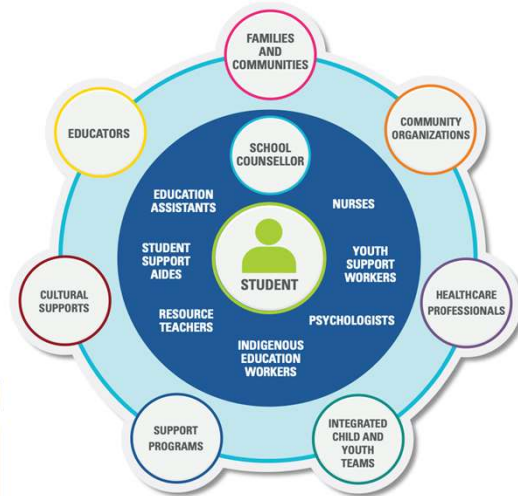 FAMILIES
AND
COMMUNITIES
EDUCATORS
COMMUNITY
ORGANIZATIONS
SCHOOL
COUNSELLOR
EDUCATION
ASSISTANTS
NURSES
STUDENT
SUPPORT
AIDES
YOUTH
SUPPORT
WORKERS
STUDENT
CULTURAL
SUPPORTS
HEALTHCARE
PROFESSIONALS
RESOURCE
TEACHERS
PSYCHOLOGISTS
INDIGENOUS
EDUCATION
WORKERS
SUPPORT
PROGRAMS
INTEGRATED
CHILD AND
YOUTH
TEAMS